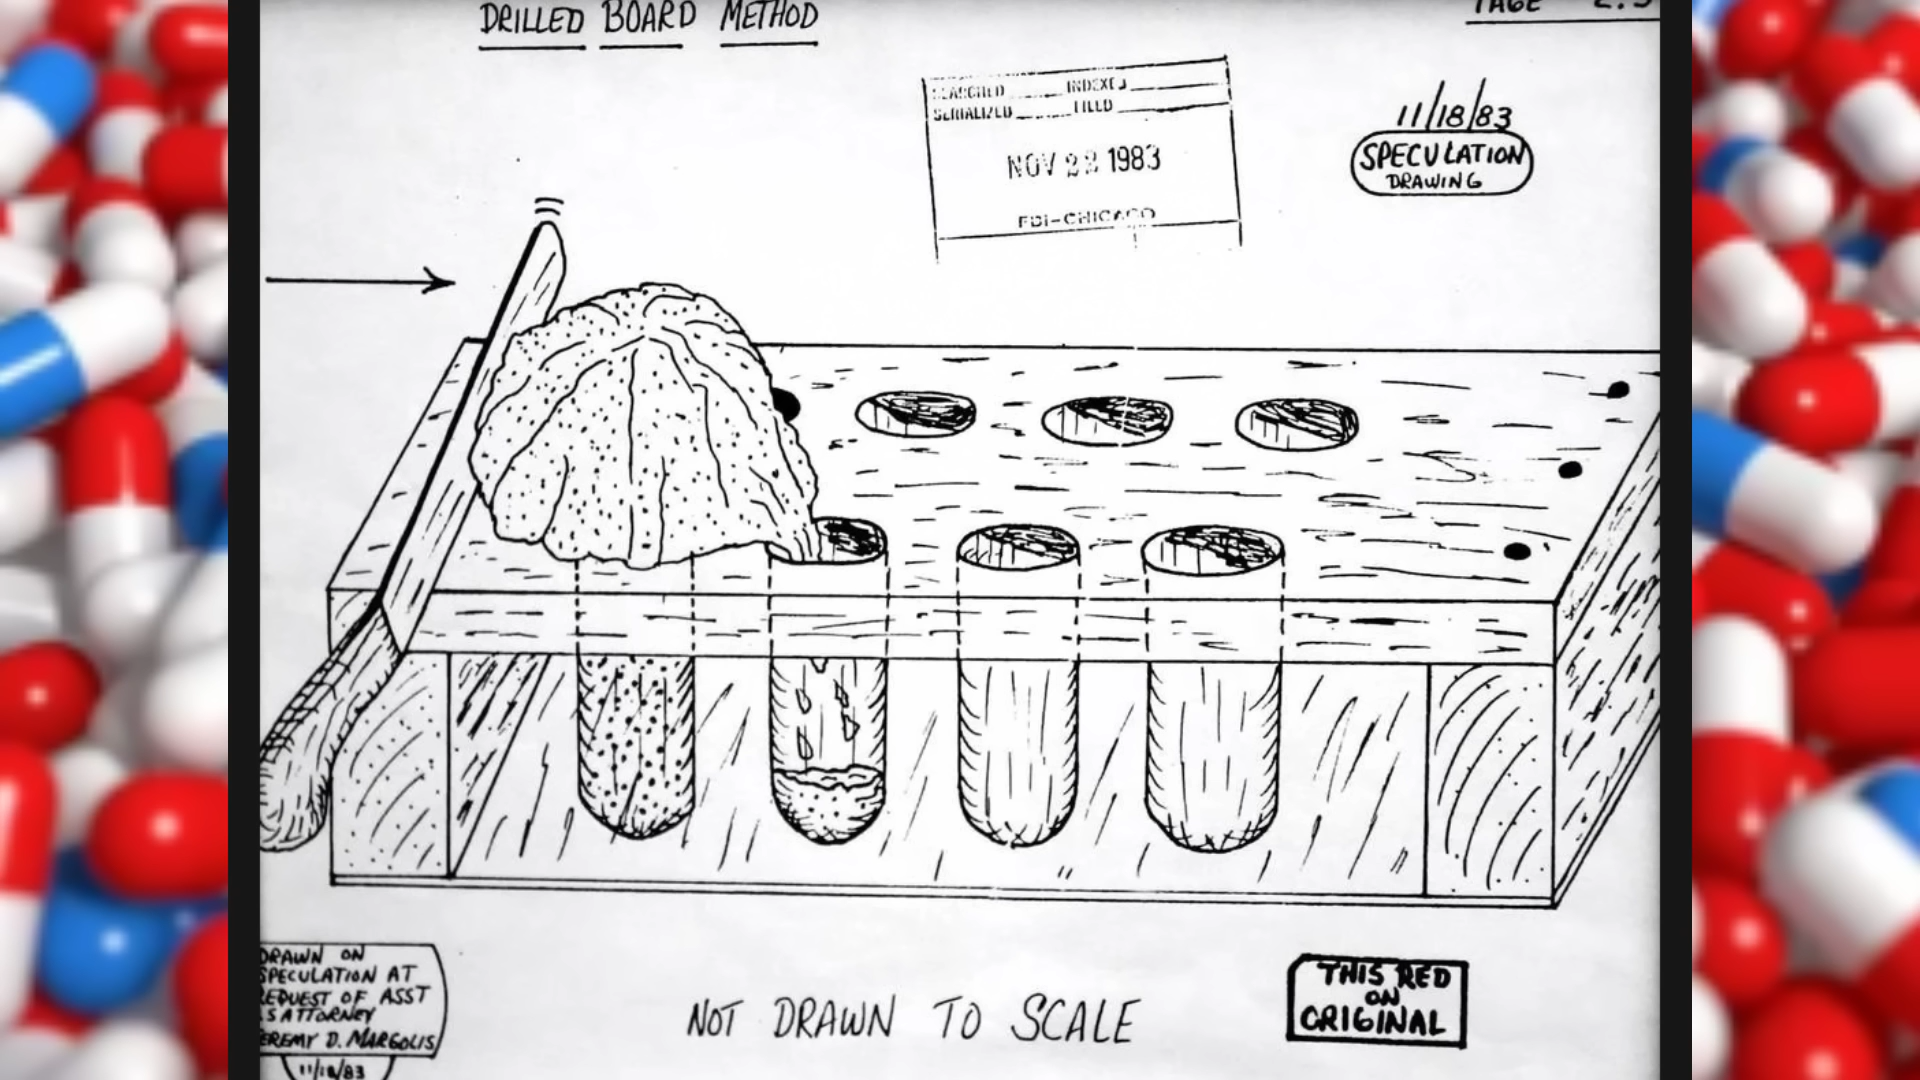 DRILLED BOARD METHOD
PAGE 2.
SEARCHED INDEXED
SERIALIZED FILED
NOV 22 1983
FBI-CHICAGO
11/18/83
SPECULATION
DRAWING
DRAWN ON
SPECULATION AT
REQUEST OF ASST
US ATTORNEY
JEREMY D. MARGOLIS
11/18/83
NOT DRAWN TO SCALE
THIS RED
ON
ORIGINAL